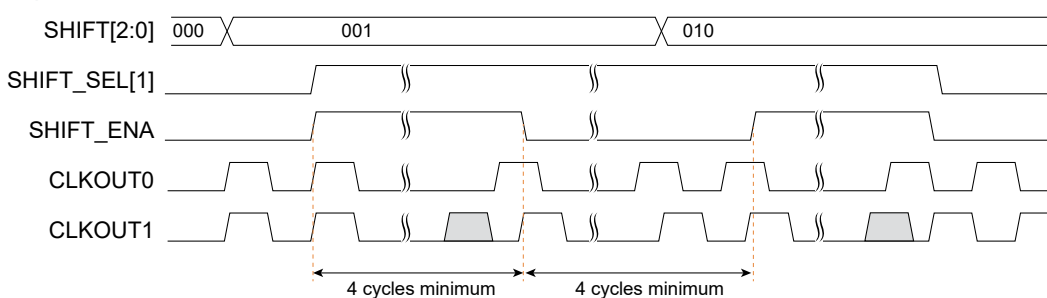 SHIFT[2:0] 000 001 010
SHIFT_SEL[1]
SHIFT_ENA
CLKOUT0
CLKOUT1
4 cycles minimum 4 cycles minimum